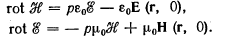 rot ℋ = pε₀ℰ − ε₀E (r, 0),
rot ℰ = − pμ₀ℋ + μ₀H (r, 0).